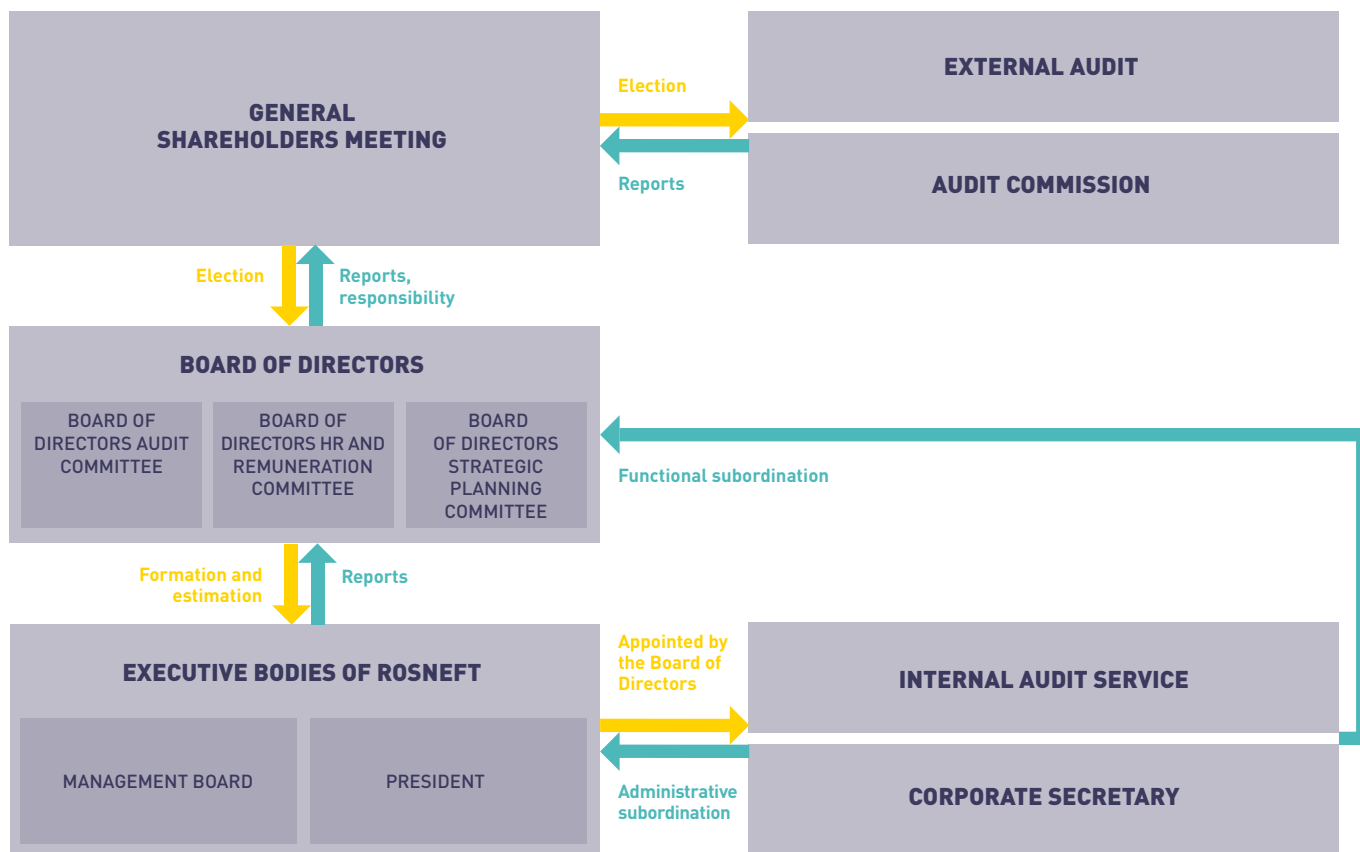 GENERAL
SHAREHOLDERS MEETING
Election
Reports
EXTERNAL AUDIT
AUDIT COMMISSION
Election
Reports,
responsibility
BOARD OF DIRECTORS
BOARD OF
DIRECTORS AUDIT
COMMITTEE
BOARD OF
DIRECTORS HR AND
REMUNERATION
COMMITTEE
BOARD
OF DIRECTORS
STRATEGIC
PLANNING
COMMITTEE
Functional subordination
Formation and
estimation
Reports
EXECUTIVE BODIES OF ROSNEFT
MANAGEMENT BOARD
PRESIDENT
Appointed by
the Board of
Directors
Administrative
subordination
INTERNAL AUDIT SERVICE
CORPORATE SECRETARY